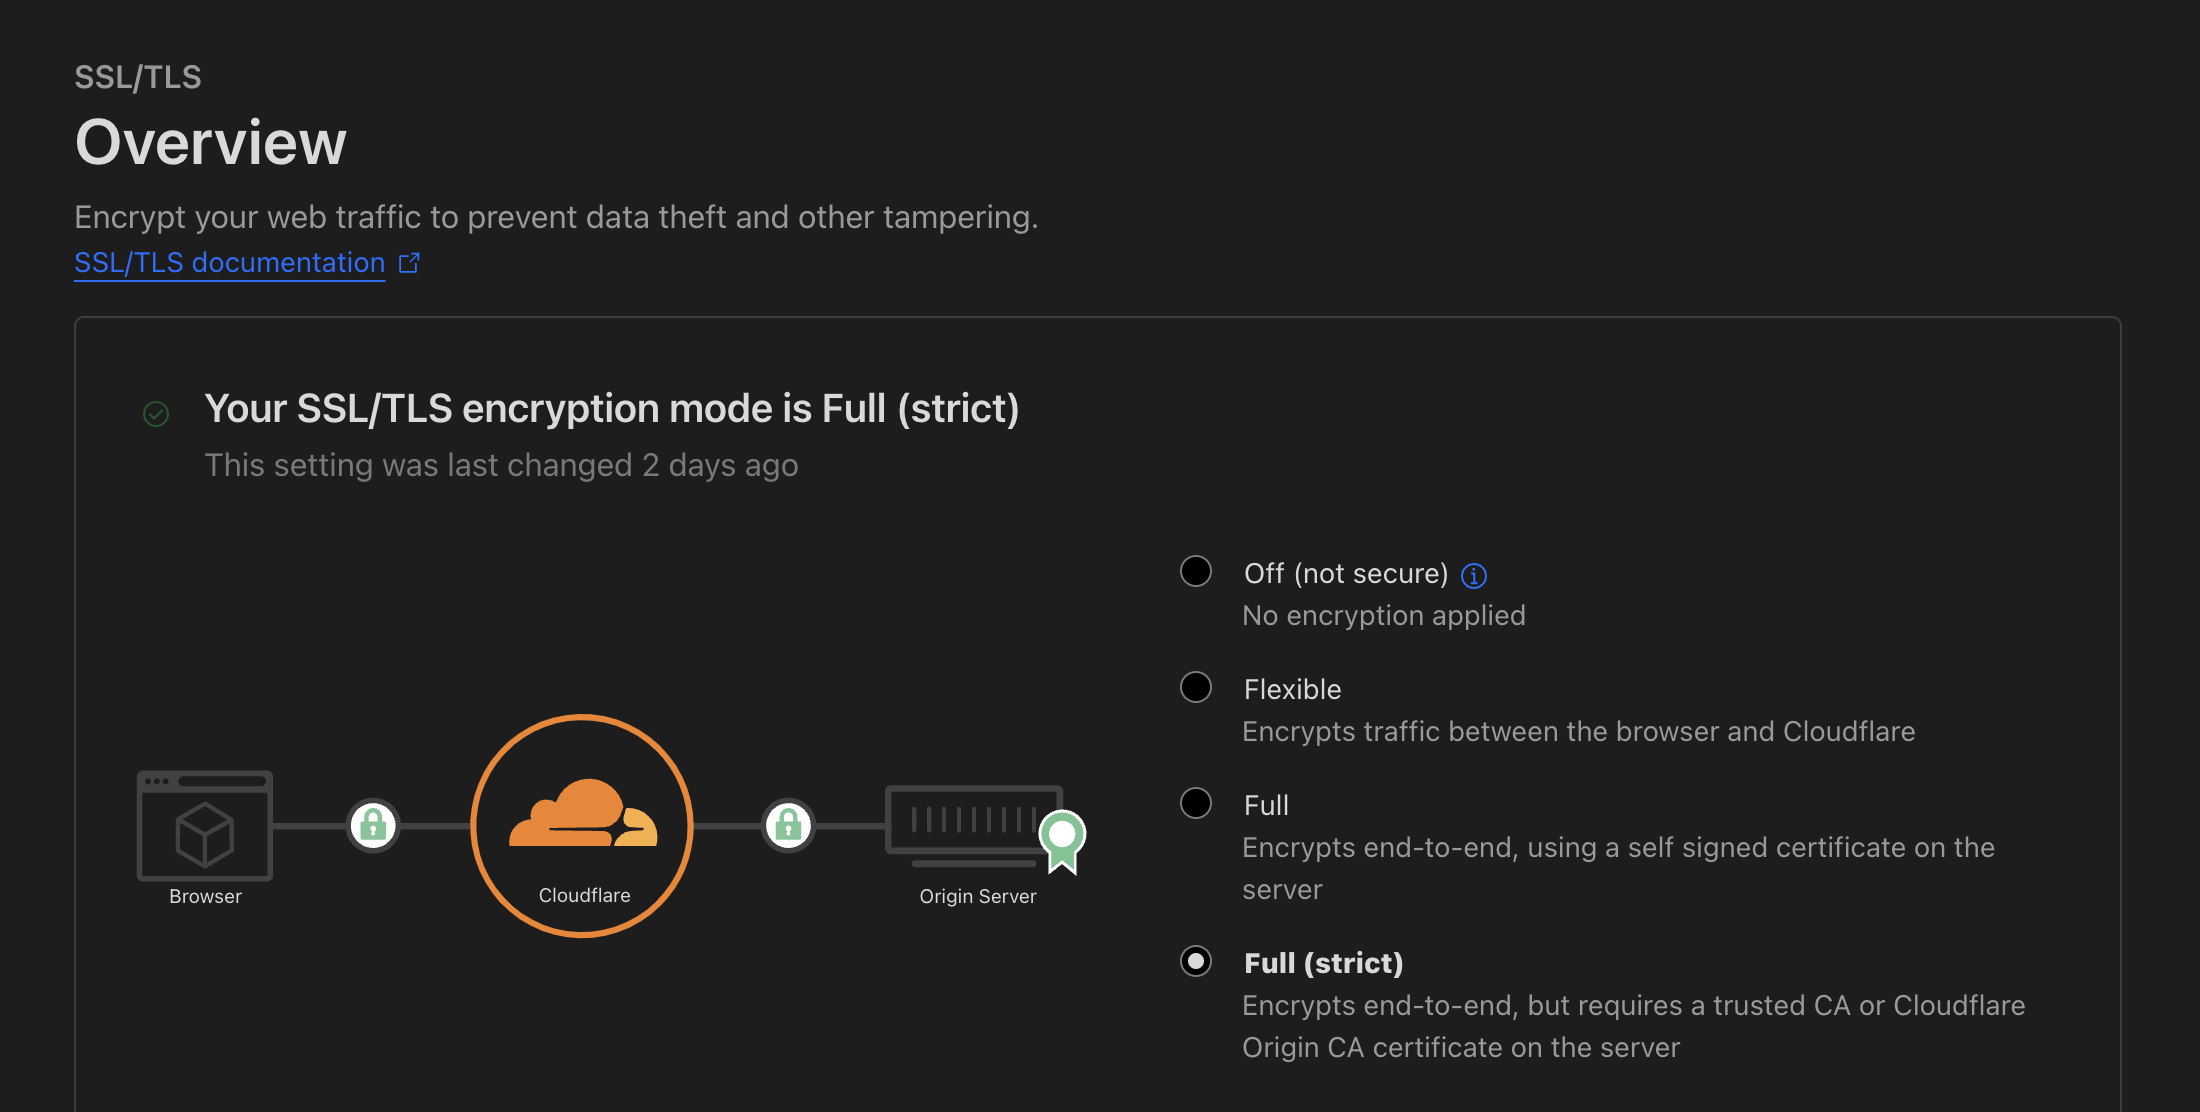 SSL/TLS
Overview
Encrypt your web traffic to prevent data theft and other tampering.
SSL/TLS documentation
Your SSL/TLS encryption mode is Full (strict)
This setting was last changed 2 days ago
Browser
Cloudflare
Origin Server
Off (not secure)
No encryption applied
Flexible
Encrypts traffic between the browser and Cloudflare
Full
Encrypts end-to-end, using a self signed certificate on the
server
Full (strict)
Encrypts end-to-end, but requires a trusted CA or Cloudflare
Origin CA certificate on the server